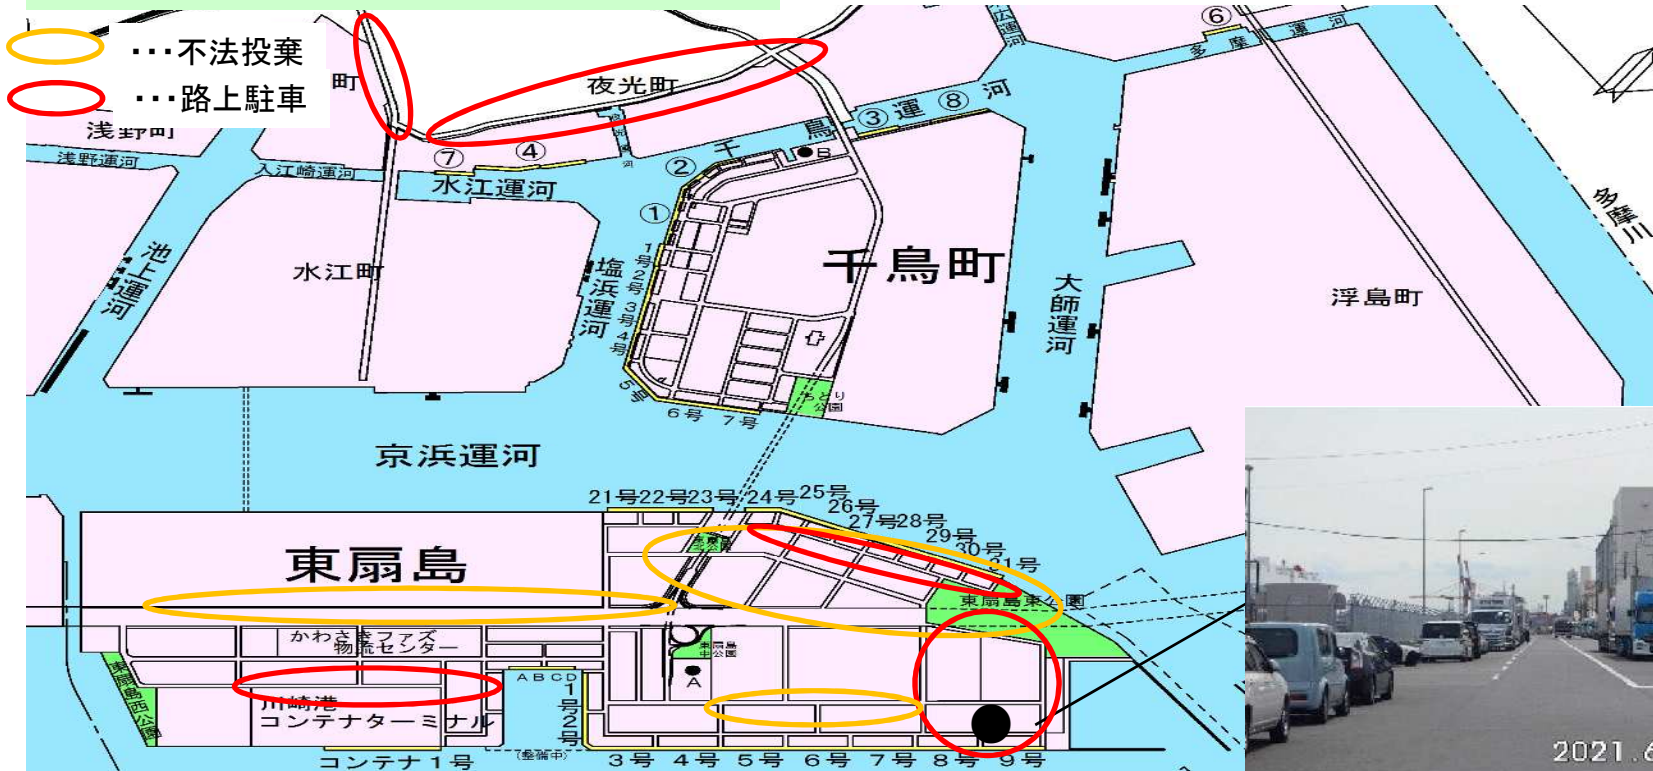 ・・・不法投棄
・・・路上駐車
町
浅野町
浅野運河
入江崎運河
夜光町
⑦
④
水江運河
②
①
千鳥運河
③
⑧
⑥
多摩運河
多摩川
B
池上運河
水江町
塩浜運河
1号
2号
3号
4号
5号
6号
7号
千鳥町
ちどり公園
大師運河
浮島町
京浜運河
21号22号23号
24号25号
26号
27号28号
29号
30号
31号
東扇島
東扇島東公園
かわさきファズ
物流センター
東扇島中公園
A
東扇島西公園
川崎港
コンテナターミナル
A B C D
1号
2号
(整備中)
コンテナ1号
3号 4号 5号 6号 7号 8号 9号
2021.6